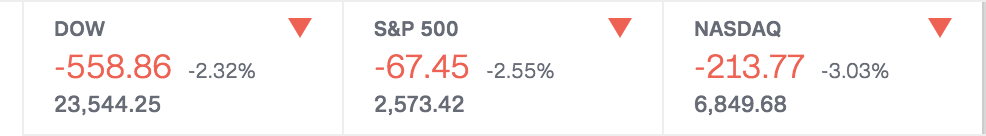 DOW
-558.86 -2.32%
23,544.25
S&P 500
-67.45 -2.55%
2,573.42
NASDAQ
-213.77 -3.03%
6,849.68